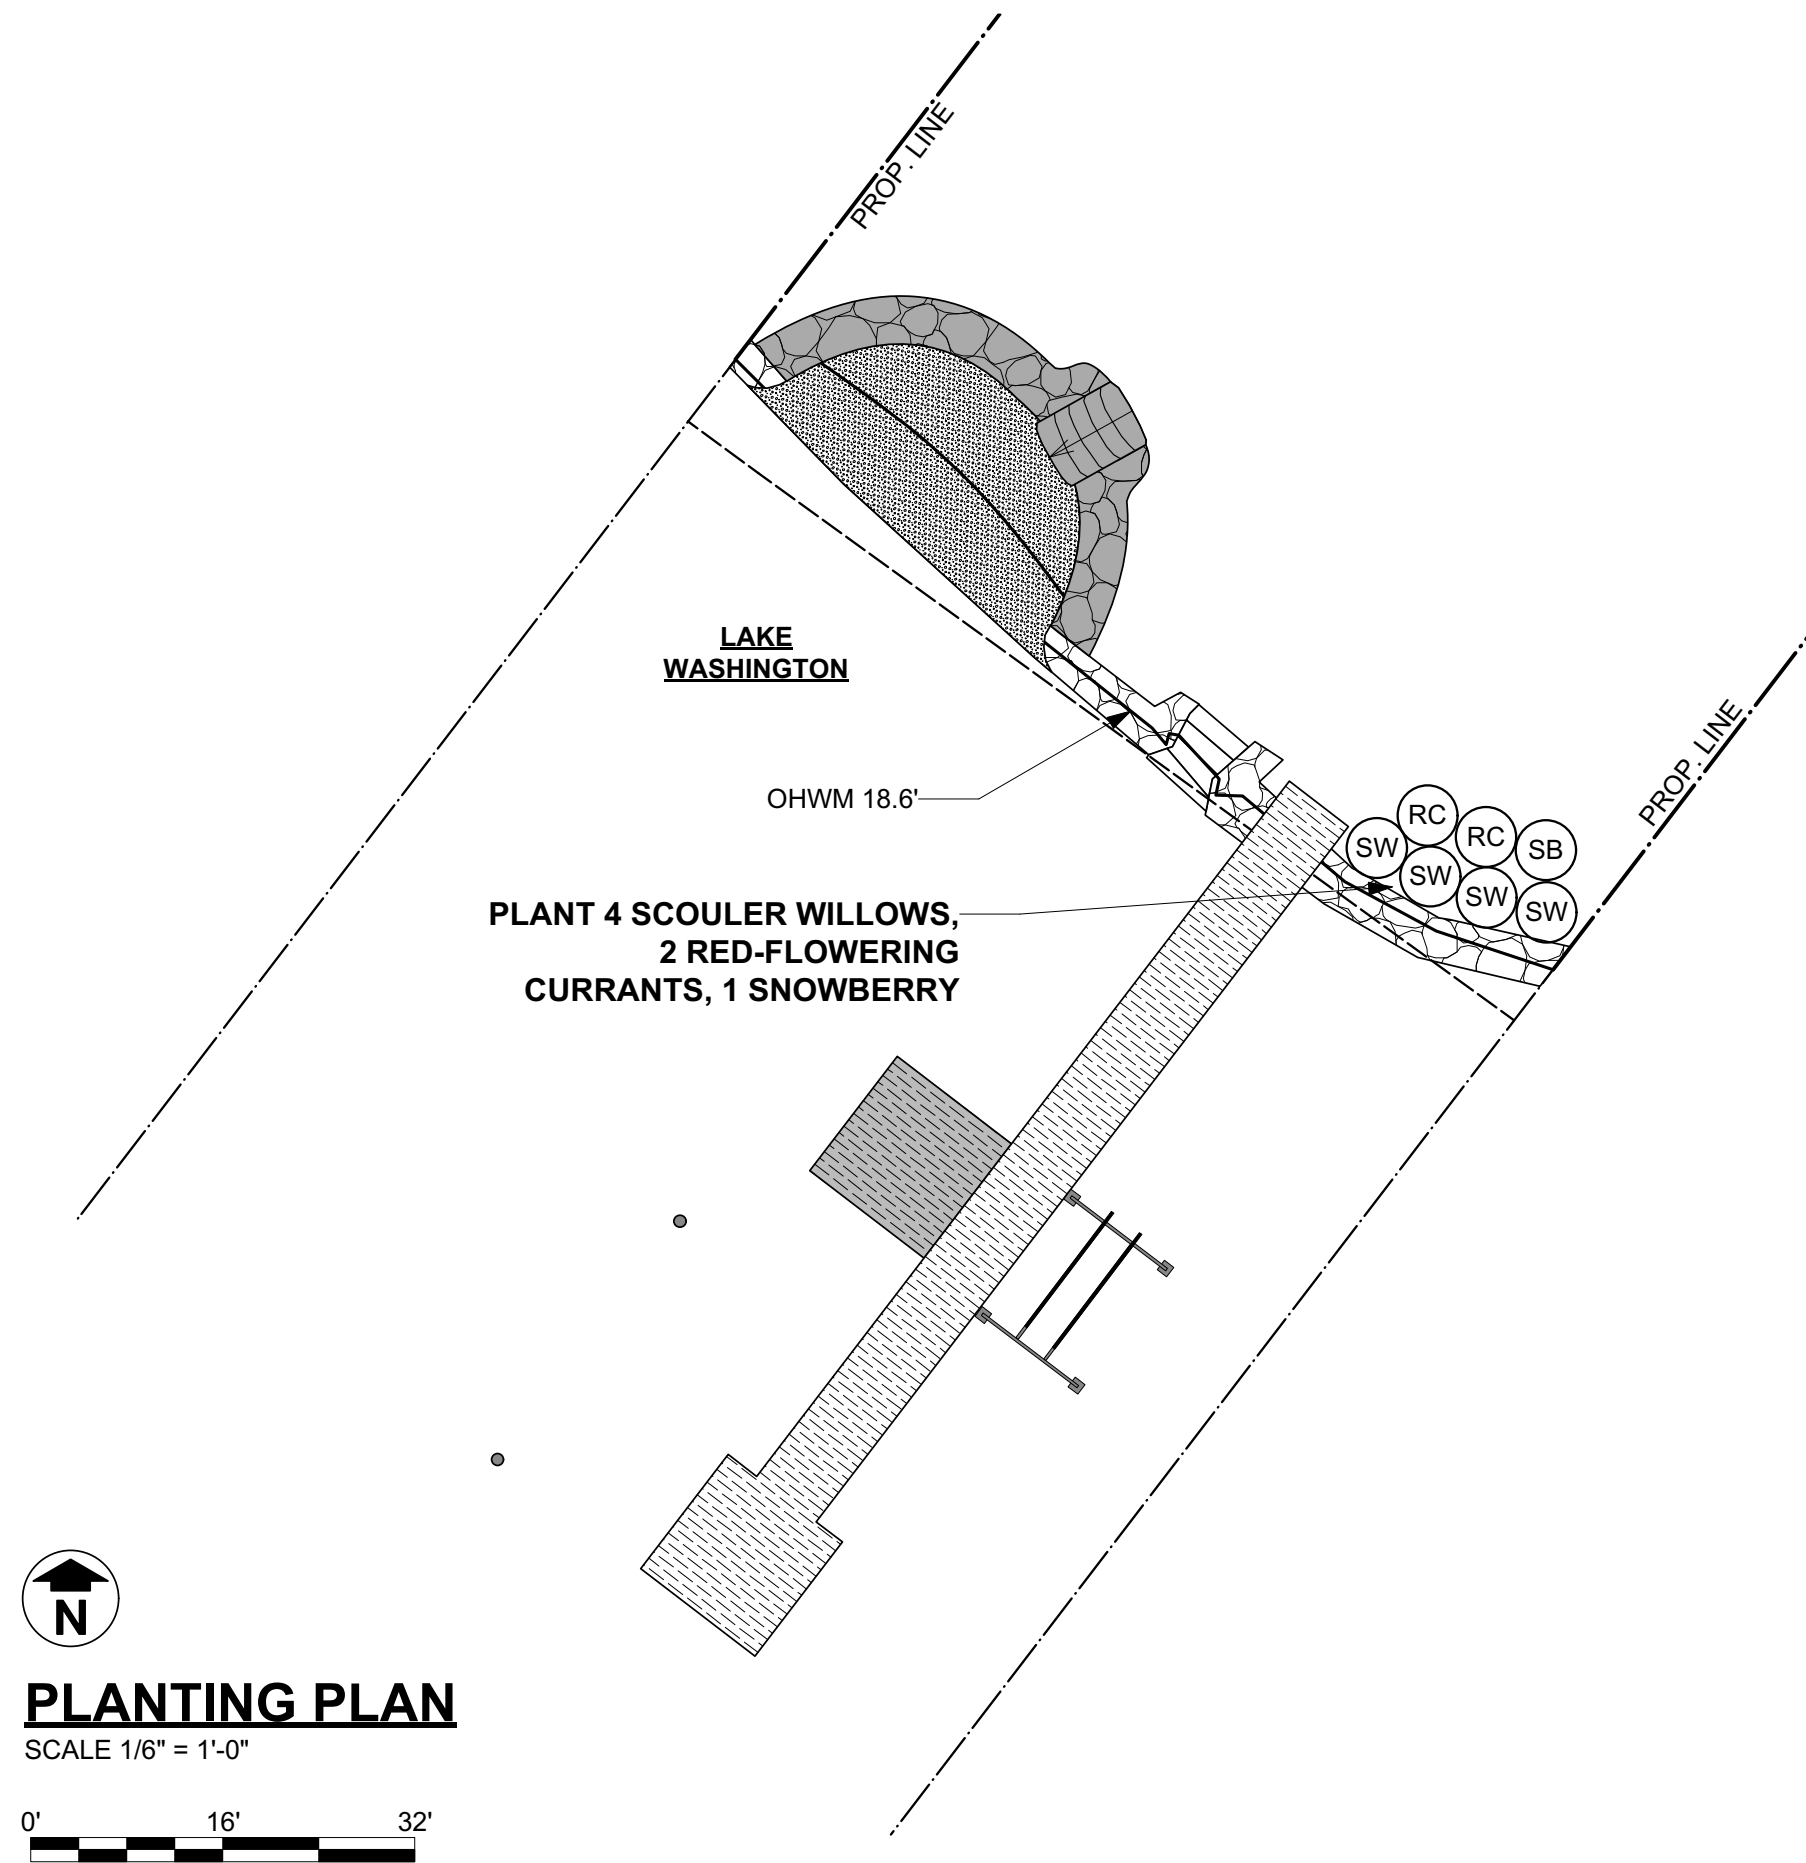 PROP. LINE
LAKE
WASHINGTON
PROP. LINE
OHWM 18.6'
RC
SW
RC
SB
SW
SW
SW
PLANT 4 SCOULER WILLOWS,
2 RED-FLOWERING
CURRANTS, 1 SNOWBERRY
N
PLANTING PLAN
SCALE 1/6" = 1'-0"
0' 16' 32'